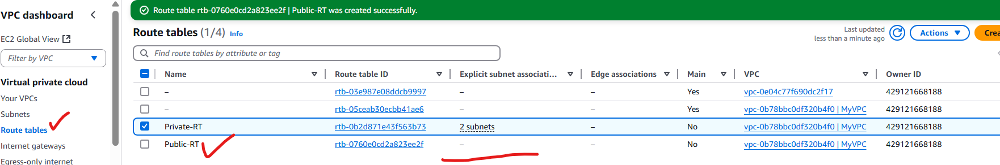 Route table rtb-0760e0cd2a823ee2f | Public-RT was created successfully.
VPC dashboard
EC2 Global View
Filter by VPC
Virtual private cloud
Your VPCs
Subnets
Route tables
Internet gateways
Egress-only internet
Route tables (1/4) Info
Last updated
less than a minute ago
Actions
Crea
Find route tables by attribute or tag
Name Route table ID Explicit subnet associati... Edge associations Main VPC Owner ID
– rtb-03e987e08ddcb9997 – – Yes vpc-0e04c77f690dc2f17 429121668188
– rtb-05ceab30ecbb41ae6 – – Yes vpc-0b78bbc0df320b4f0 | MyVPC 429121668188
Private-RT rtb-0b2d871e43f563b73 2 subnets – No vpc-0b78bbc0df320b4f0 | MyVPC 429121668188
Public-RT rtb-0760e0cd2a823ee2f – – No vpc-0b78bbc0df320b4f0 | MyVPC 429121668188